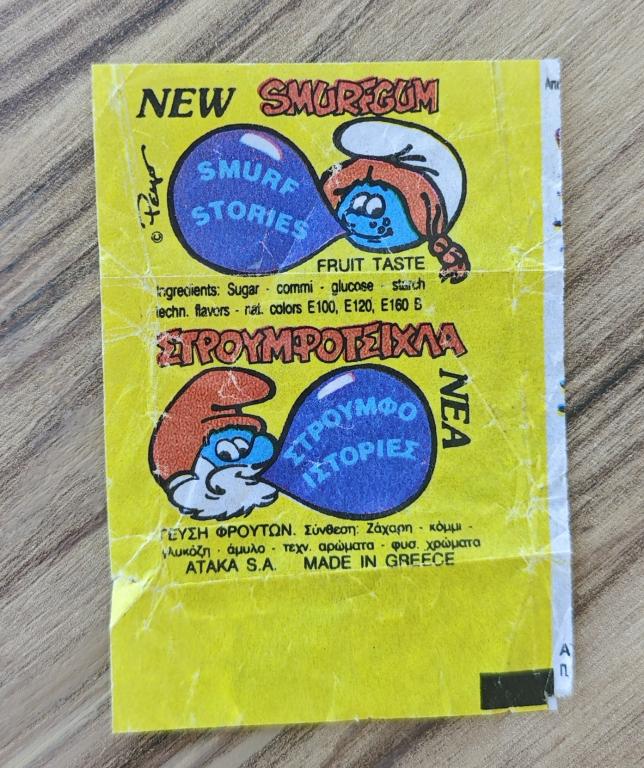 NEW SMURFGUM
SMURF
STORIES
© Peyo
FRUIT TASTE
Ingredients: Sugar - commi - glucose - starch
techn. flavors - nat. colors E100, E120, E160 B
ΣΤΡΟΥΜΦΟΤΣΙΧΛΑ
ΝΕΑ
ΣΤΡΟΥΜΦΟ
ΙΣΤΟΡΙΕΣ
ΓΕΥΣΗ ΦΡΟΥΤΩΝ. Σύνθεση: Ζάχαρη - κόμμι -
γλυκόζη - άμυλο - τεχν. αρώματα - φυσ. χρώματα
ATAKA S.A. MADE IN GREECE